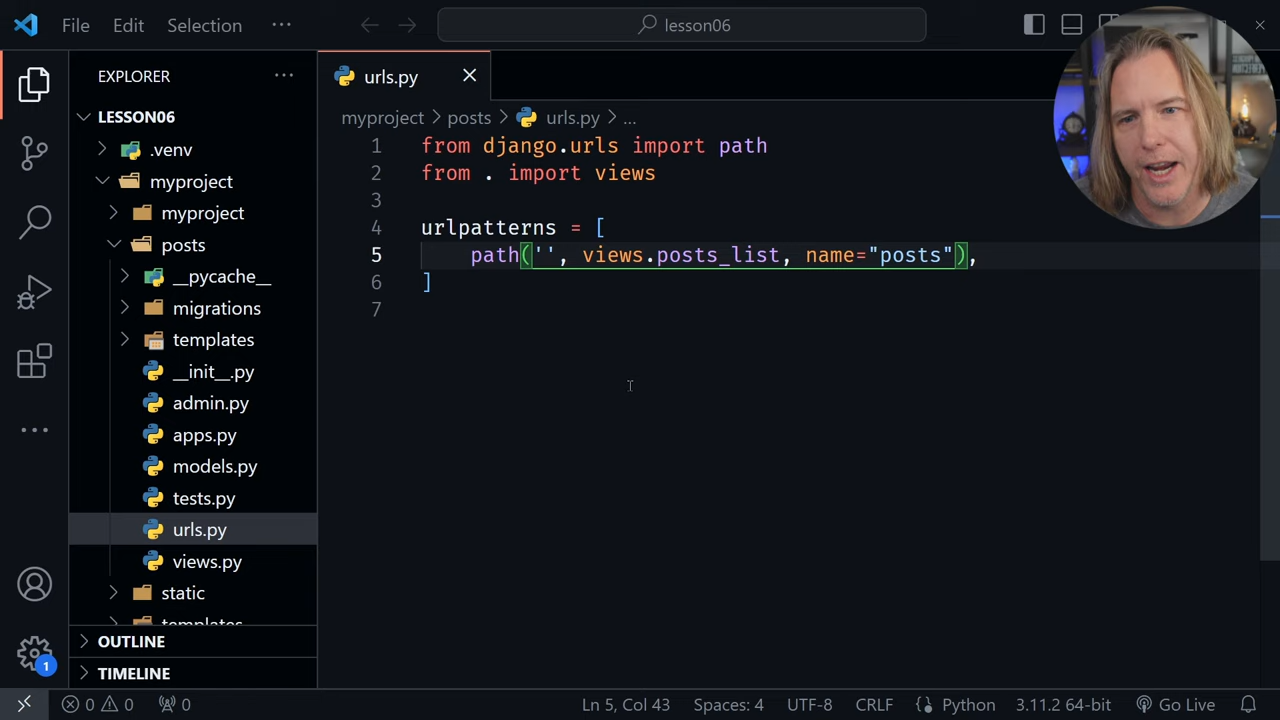 File Edit Selection ··· lesson06
EXPLORER ···
urls.py
LESSON06
myproject > posts > urls.py > ...
.venv
myproject
myproject
posts
__pycache__
migrations
templates
__init__.py
admin.py
apps.py
models.py
tests.py
urls.py
views.py
static
templates
OUTLINE
TIMELINE
1 from django.urls import path
2 from . import views
3
4 urlpatterns = [
5 path('', views.posts_list, name="posts"),
6 ]
7
1
0 0 0 Ln 5, Col 43 Spaces: 4 UTF-8 CRLF Python 3.11.2 64-bit Go Live